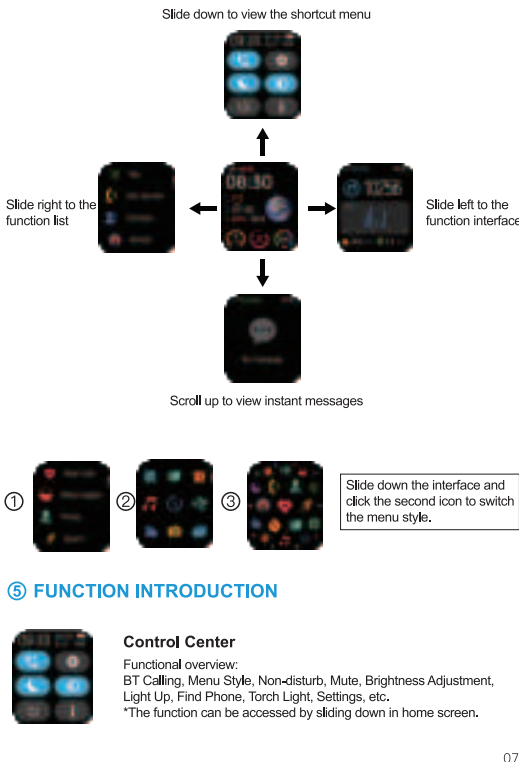 Slide down to view the shortcut menu
08:30
Slide right to the
function list
10256
Slide left to the
function interface
Scroll up to view instant messages
①
②
③
Slide down the interface and
click the second icon to switch
the menu style.
⑤ FUNCTION INTRODUCTION
Control Center
Functional overview:
BT Calling, Menu Style, Non-disturb, Mute, Brightness Adjustment,
Light Up, Find Phone, Torch Light, Settings, etc.
*The function can be accessed by sliding down in home screen.
07